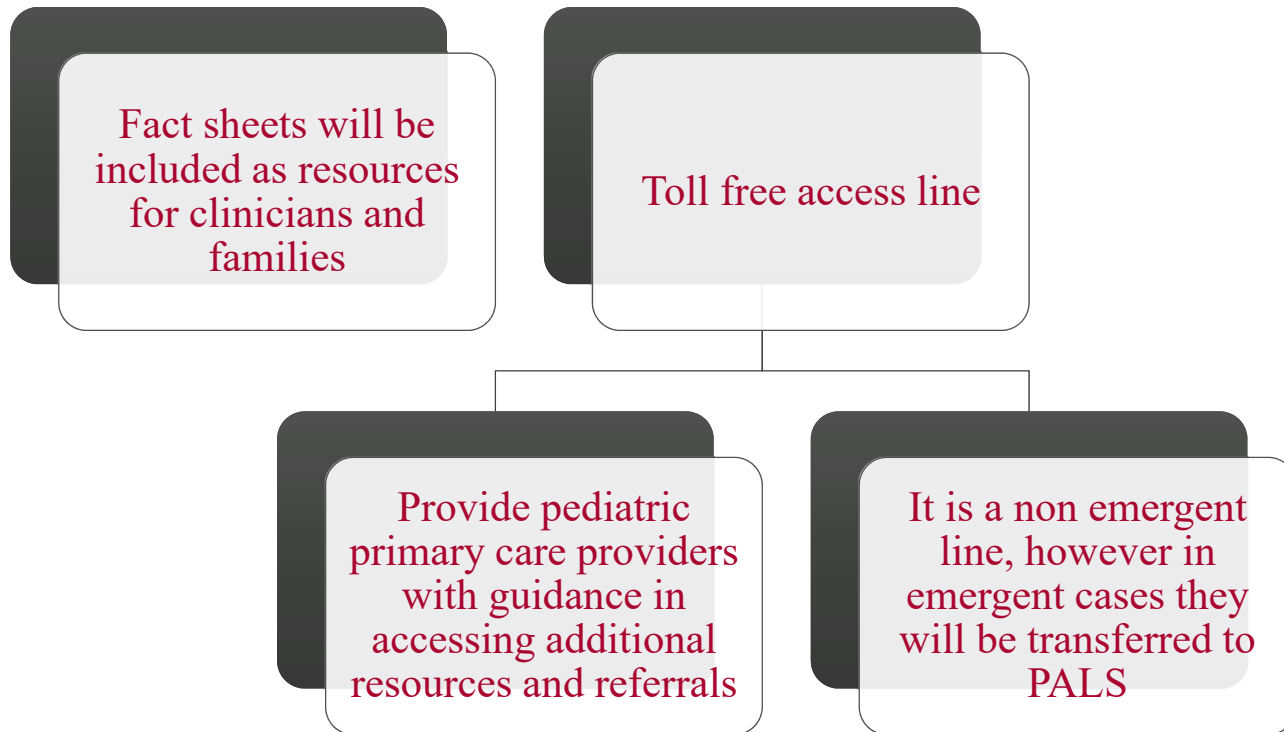 Fact sheets will be
included as resources
for clinicians and
families
Toll free access line
Provide pediatric
primary care providers
with guidance in
accessing additional
resources and referrals
It is a non emergent
line, however in
emergent cases they
will be transferred to
PALS